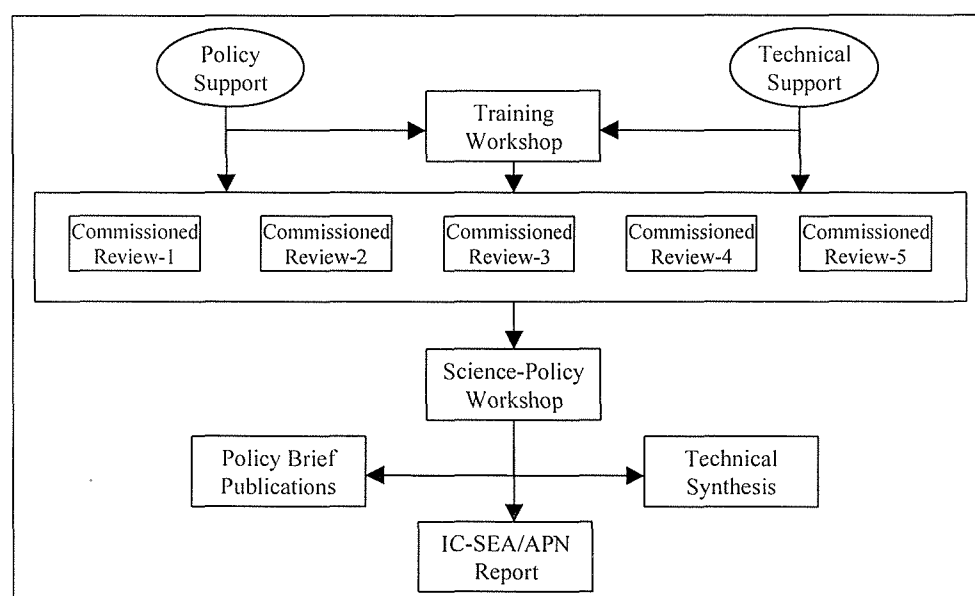 Policy
Support
Technical
Support
Training
Workshop
Commissioned
Review-1
Commissioned
Review-2
Commissioned
Review-3
Commissioned
Review-4
Commissioned
Review-5
Science-Policy
Workshop
Policy Brief
Publications
Technical
Synthesis
IC-SEA/APN
Report